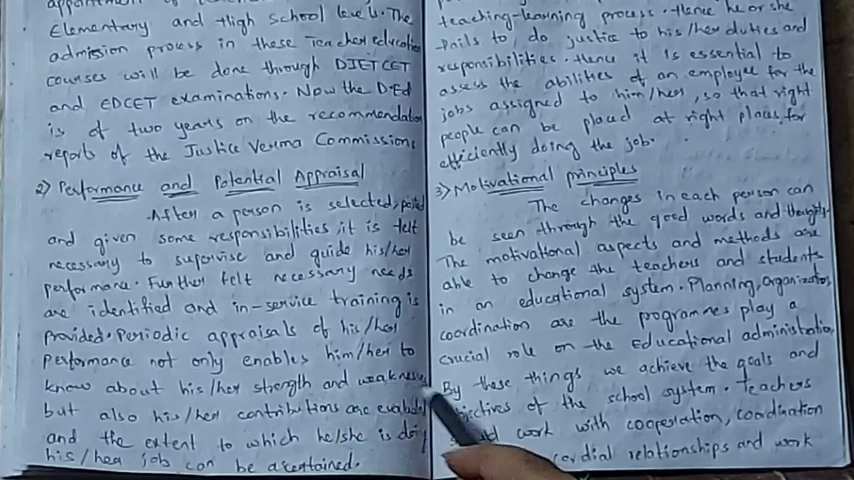 Elementary and High School levels. The
admission process in these Teacher education
courses will be done through DIETCET
and EDCET examinations. Now the D.Ed
is of two years on the recommendation
reports of the Justice Verma Commissions
2) Performance and Potential Appraisal
After a person is selected, posted
and given some responsibilities it is felt
necessary to supervise and guide his/her
performance. Further felt necessary needs
are identified and in-service training is
provided. Periodic appraisals of his/her
performance not only enables him/her to
know about his/her strength and weaknesses
but also his/her contributions are evaluated
and the extent to which he/she is doing
his/her job can be acertained.
teaching-learning process. Hence he or she
fails to do justice to his/her duties and
responsibilities. Hence it is essential to
assess the abilities of an employee for the
jobs assigned to him/her, so that right
people can be placed at right places for
efficiently doing the job.
3) Motivational principles
The changes in each person can
be seen through the good words and thoughts.
The motivational aspects and methods are
able to change the teachers and students
in an educational system. Planning, Organization,
coordination are the programmes play a
crucial role on the Educational administration.
By these things we achieve the goals and
objectives of the school system. Teachers
work with cooperation, coordination
cordial relationships and work